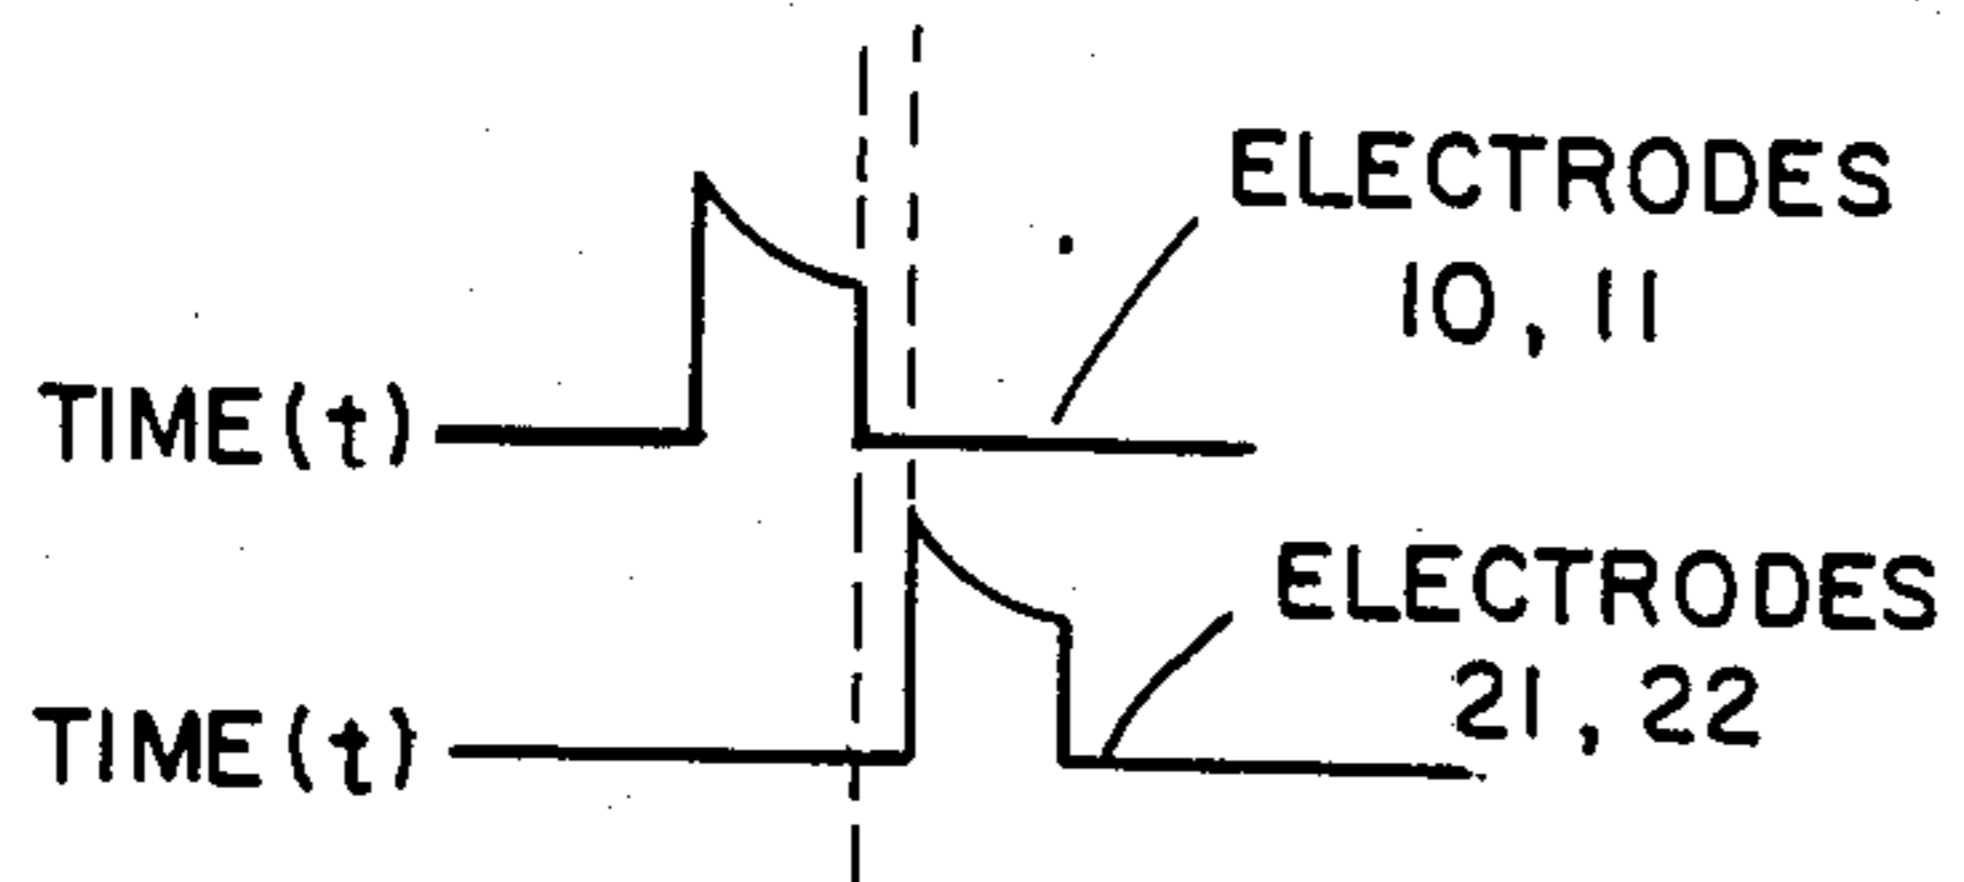 ELECTRODES
10, 11
TIME(t)
ELECTRODES
21, 22
TIME(t)